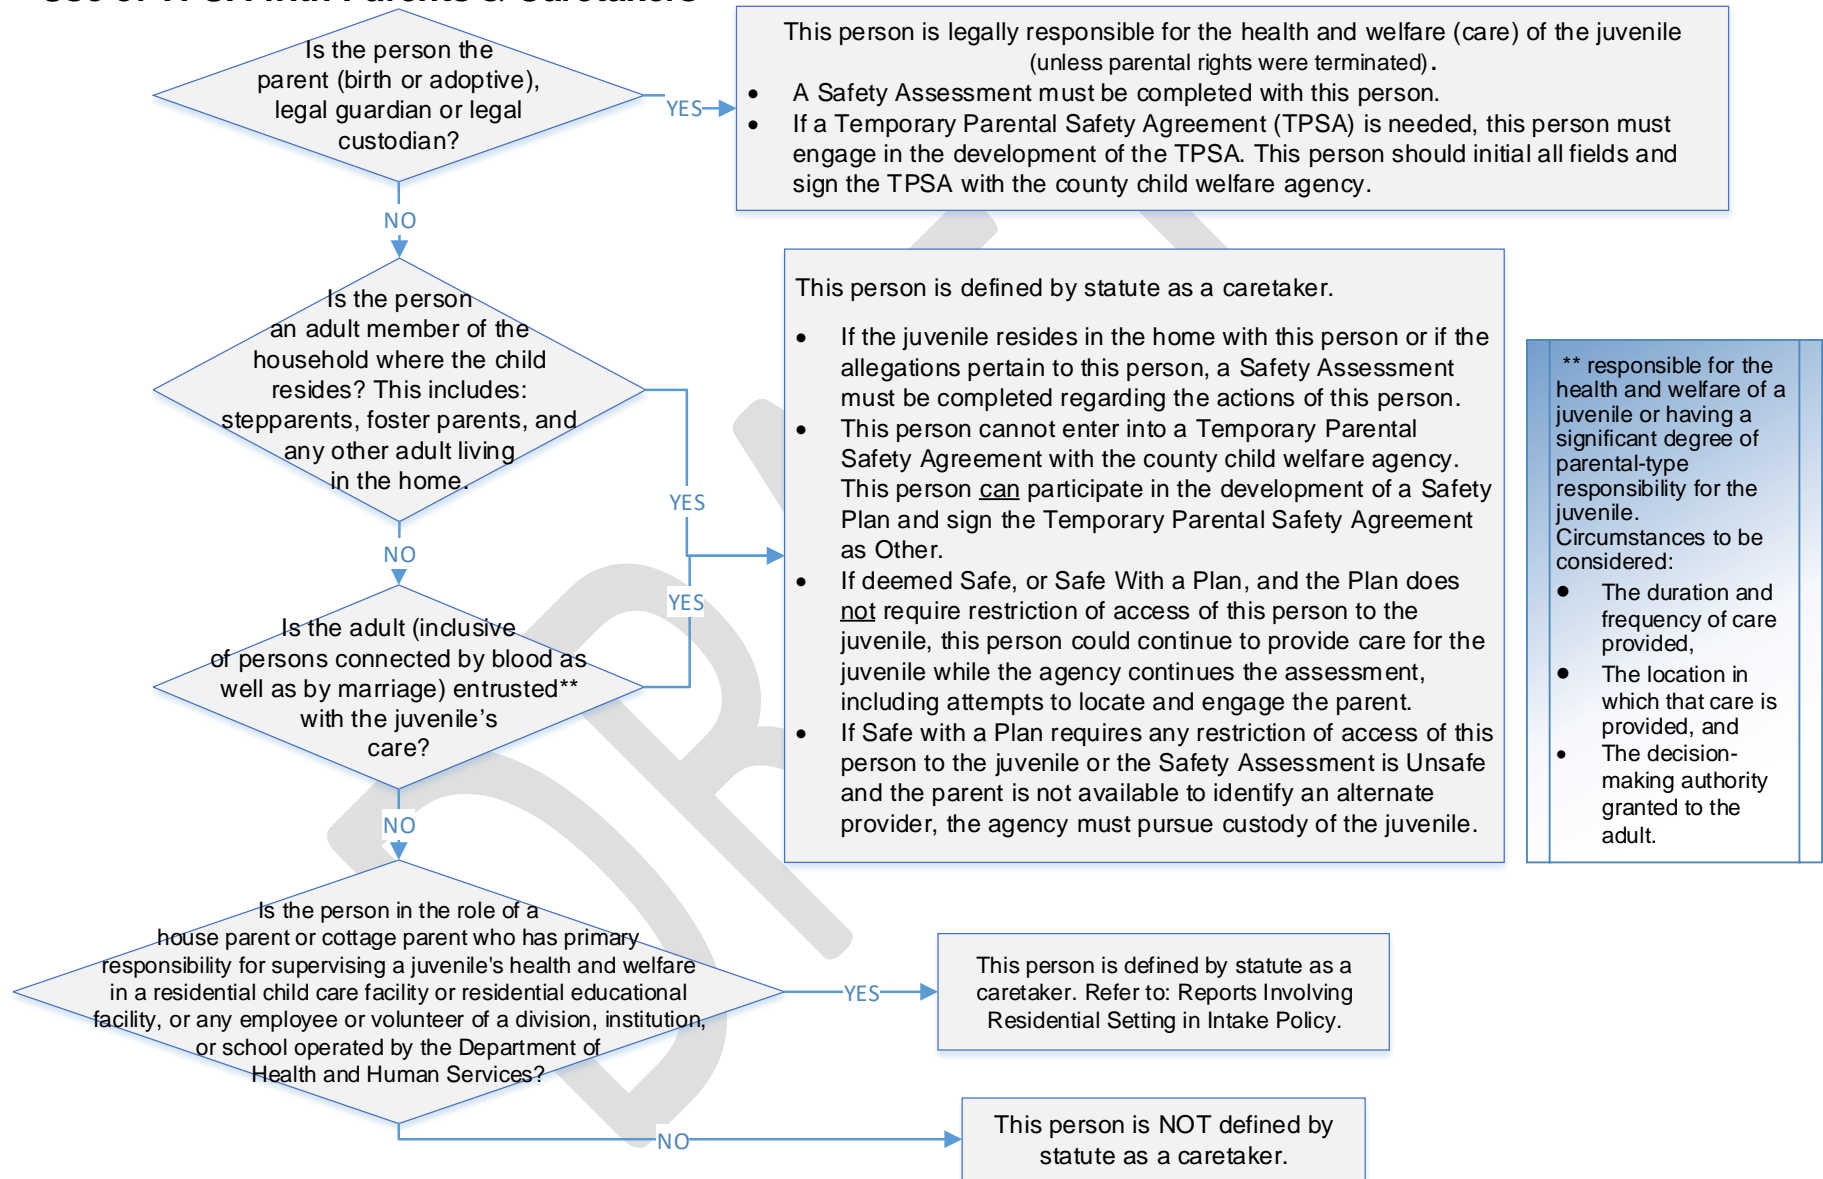 Use of TPSA with Parents & Caretakers
Is the person the
parent (birth or adoptive),
legal guardian or legal
custodian?
YES
This person is legally responsible for the health and welfare (care) of the juvenile
(unless parental rights were terminated).
• A Safety Assessment must be completed with this person.
• If a Temporary Parental Safety Agreement (TPSA) is needed, this person must
engage in the development of the TPSA. This person should initial all fields and
sign the TPSA with the county child welfare agency.
NO
Is the person
an adult member of the
household where the child
resides? This includes:
stepparents, foster parents, and
any other adult living
in the home.
YES
NO
Is the adult (inclusive
of persons connected by blood as
well as by marriage) entrusted**
with the juvenile's
care?
YES
This person is defined by statute as a caretaker.
• If the juvenile resides in the home with this person or if the
allegations pertain to this person, a Safety Assessment
must be completed regarding the actions of this person.
• This person cannot enter into a Temporary Parental
Safety Agreement with the county child welfare agency.
This person can participate in the development of a Safety
Plan and sign the Temporary Parental Safety Agreement
as Other.
• If deemed Safe, or Safe With a Plan, and the Plan does
not require restriction of access of this person to the
juvenile, this person could continue to provide care for the
juvenile while the agency continues the assessment,
including attempts to locate and engage the parent.
• If Safe with a Plan requires any restriction of access of this
person to the juvenile or the Safety Assessment is Unsafe
and the parent is not available to identify an alternate
provider, the agency must pursue custody of the juvenile.
** responsible for the
health and welfare of a
juvenile or having a
significant degree of
parental-type
responsibility for the
juvenile.
Circumstances to be
considered:
• The duration and
frequency of care
provided,
• The location in
which that care is
provided, and
• The decision-
making authority
granted to the
adult.
NO
Is the person in the role of a
house parent or cottage parent who has primary
responsibility for supervising a juvenile's health and welfare
in a residential child care facility or residential educational
facility, or any employee or volunteer of a division, institution,
or school operated by the Department of
Health and Human Services?
YES
This person is defined by statute as a
caretaker. Refer to: Reports Involving
Residential Setting in Intake Policy.
NO
This person is NOT defined by
statute as a caretaker.